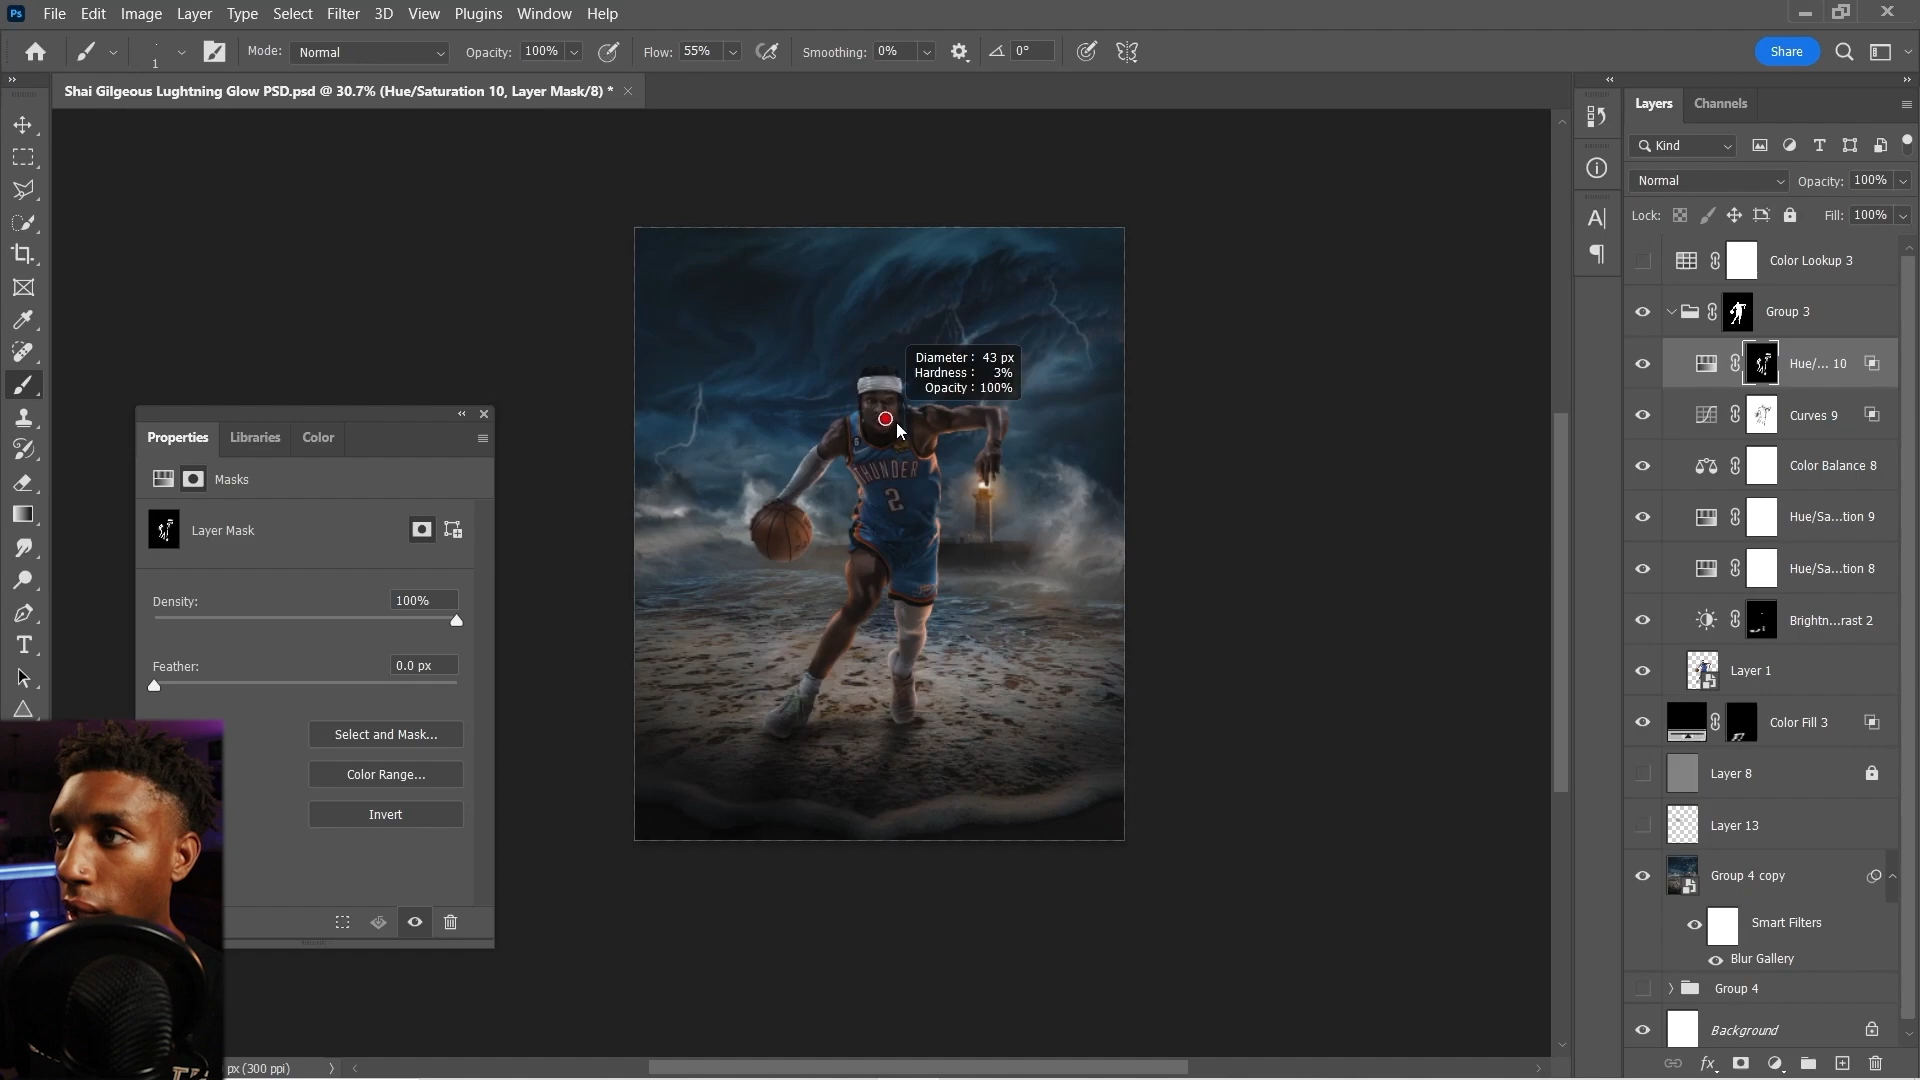 Ps File Edit Image Layer Type Select Filter 3D View Plugins Window Help
1 Mode: Normal Opacity: 100% Flow: 55% Smoothing: 0% 0° Share
Shai Gilgeous Lughtning Glow PSD.psd @ 30.7% (Hue/Saturation 10, Layer Mask/8) *
Layers Channels
Kind
Normal Opacity: 100%
Lock: Fill: 100%
Color Lookup 3
Group 3
Hue/... 10
Curves 9
Color Balance 8
Hue/Sa...tion 9
Hue/Sa...tion 8
Brightn...rast 2
Layer 1
Color Fill 3
Layer 8
Layer 13
Group 4 copy
Smart Filters
Blur Gallery
Group 4
Background
fx
Diameter : 43 px
Hardness : 3%
Opacity : 100%
THUNDER
2
Properties Libraries Color
Masks
Layer Mask
Density: 100%
Feather: 0.0 px
Select and Mask...
Color Range...
Invert
px (300 ppi)